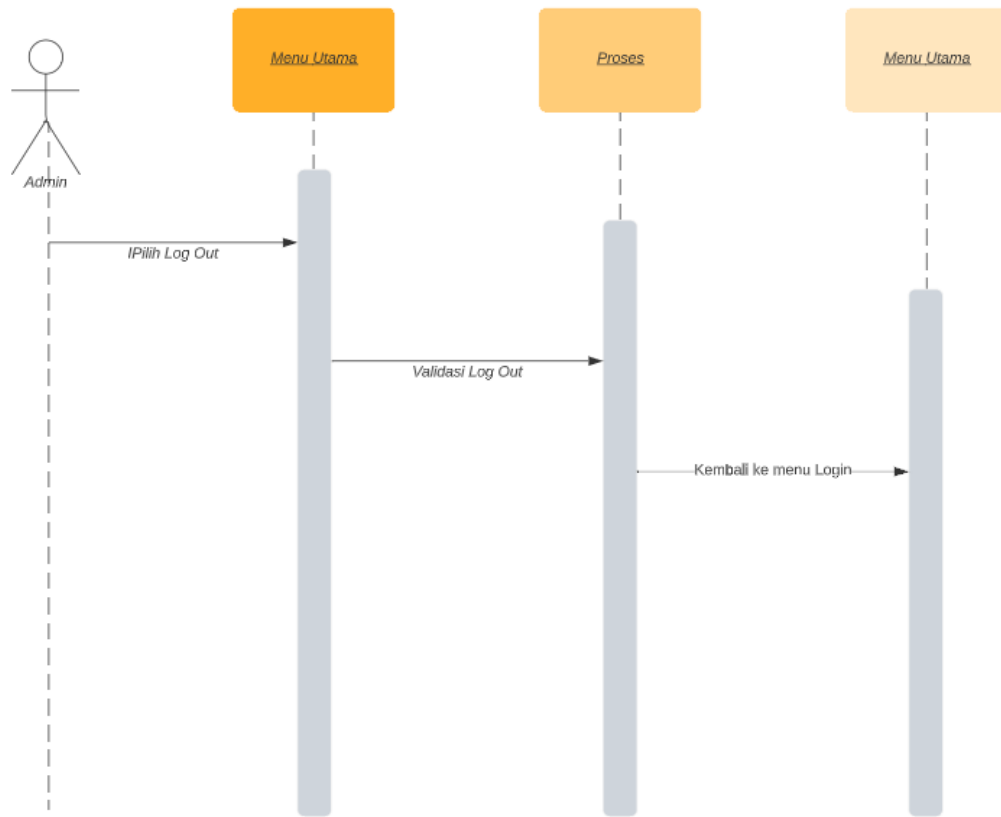 Menu Utama
Proses
Menu Utama
Admin
IPilih Log Out
Validasi Log Out
Kembali ke menu Login